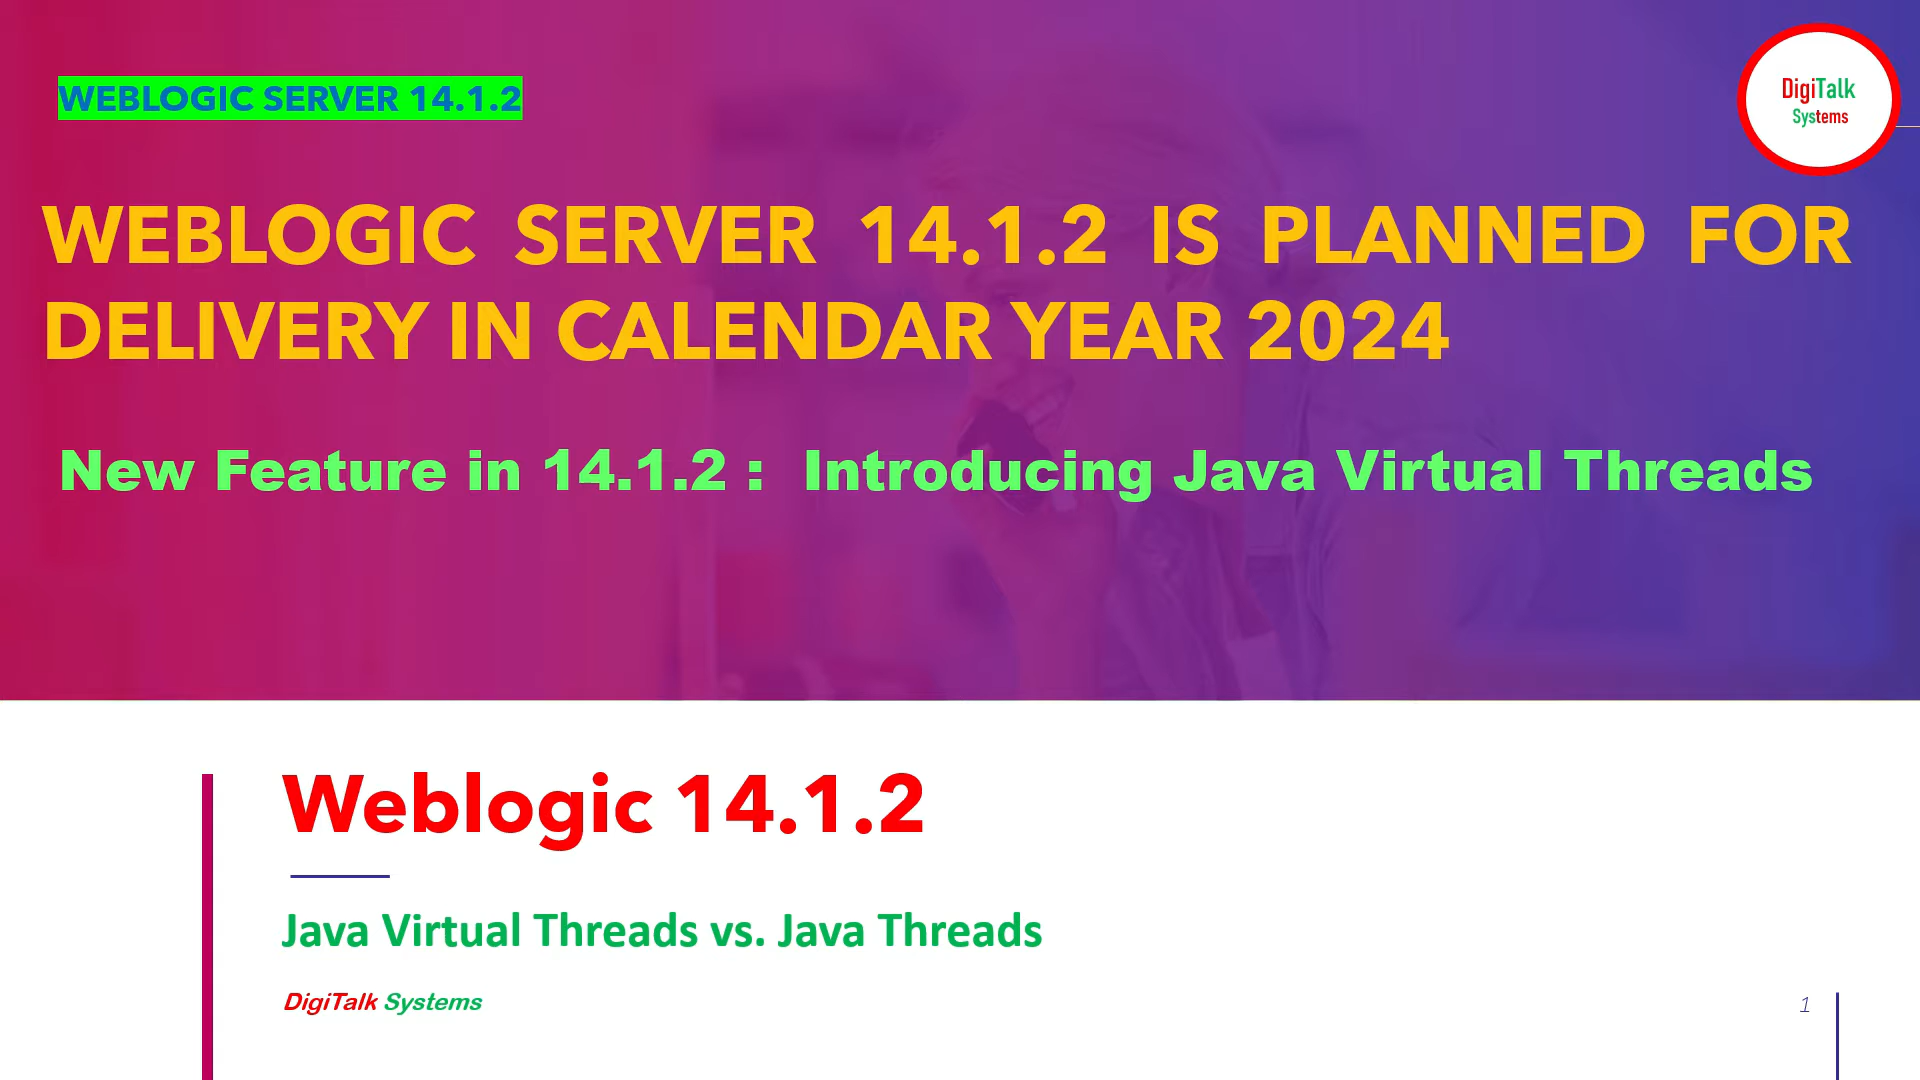 WEBLOGIC SERVER 14.1.2
DigiTalk
Systems
WEBLOGIC SERVER 14.1.2 IS PLANNED FOR
DELIVERY IN CALENDAR YEAR 2024
New Feature in 14.1.2 : Introducing Java Virtual Threads
Weblogic 14.1.2
Java Virtual Threads vs. Java Threads
DigiTalk Systems
1